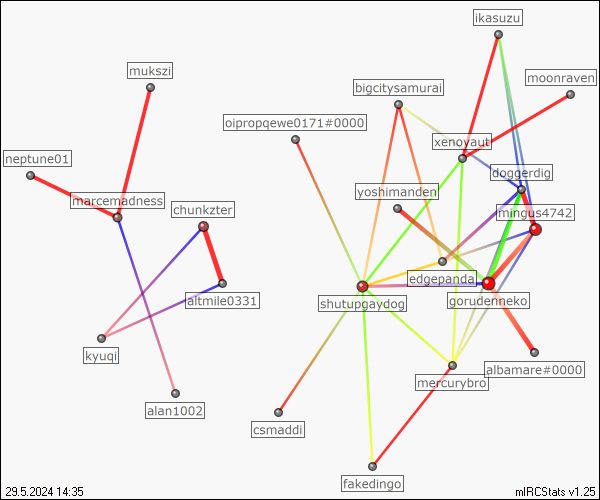 ikasuzu
mukszi
moonraven
bigcitysamurai
oipropqewe0171#0000
xenoyaut
neptune01
doggerdig
yoshimanden
marcemadness
chunkzter
mingus4742
edgepanda
altmile0331
shutupgaydog
gorudenneko
kyuqi
albamare#0000
mercurybro
alan1002
csmaddi
fakedingo
29.5.2024 14:35
mIRCStats v1.25